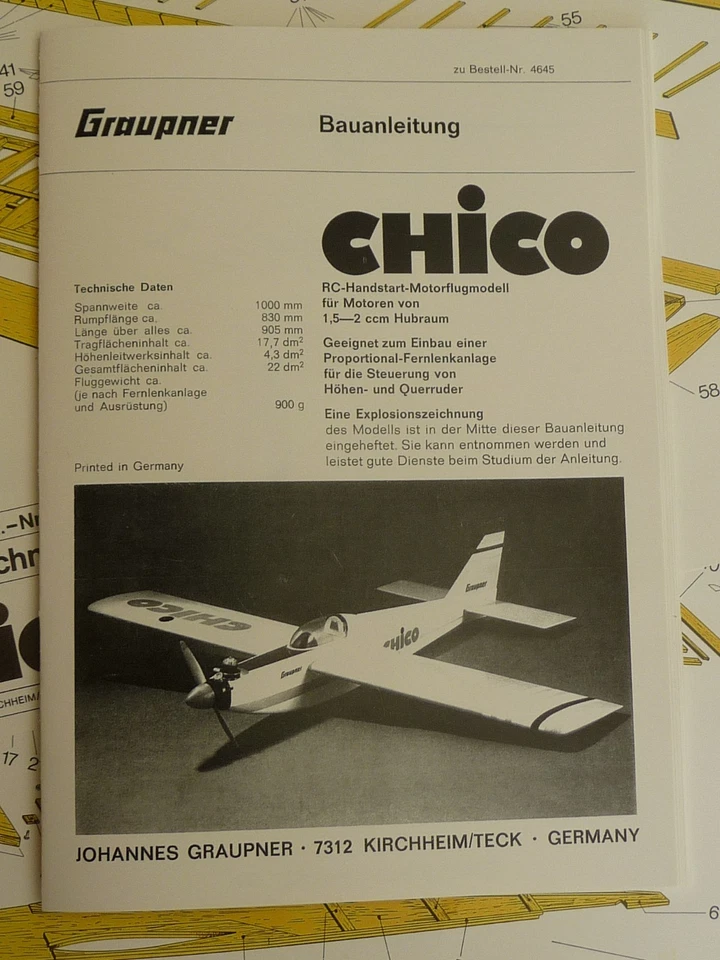 55
41
59
zu Bestell-Nr. 4645
Graupner
Bauanleitung
CHiCO
Technische Daten
Spannweite ca. 1000 mm
Rumpflänge ca. 830 mm
Länge über alles ca. 905 mm
Tragflächeninhalt ca. 17,7 dm²
Höhenleitwerksinhalt ca. 4,3 dm²
Gesamtflächeninhalt ca. 22 dm²
Fluggewicht ca.
(je nach Fernlenkanlage
und Ausrüstung) 900 g
Printed in Germany
RC-Handstart-Motorflugmodell
für Motoren von
1,5—2 ccm Hubraum
Geeignet zum Einbau einer
Proportional-Fernlenkanlage
für die Steuerung von
Höhen- und Querruder
Eine Explosionszeichnung
des Modells ist in der Mitte dieser Bauanleitung
eingeheftet. Sie kann entnommen werden und
leistet gute Dienste beim Studium der Anleitung.
58
CHICO
Graupner
CHiCO
Graupner
17
JOHANNES GRAUPNER · 7312 KIRCHHEIM/TECK · GERMANY